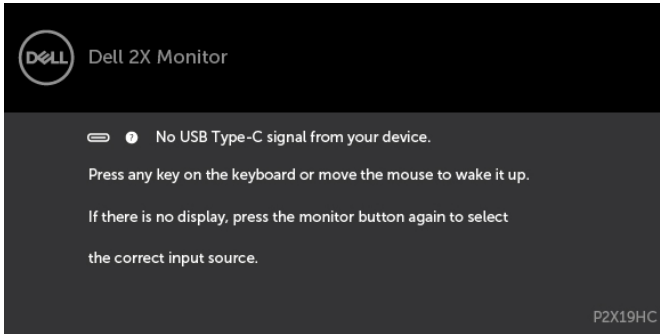 DELL Dell 2X Monitor
? No USB Type-C signal from your device.
Press any key on the keyboard or move the mouse to wake it up.
If there is no display, press the monitor button again to select
the correct input source.
P2X19HC